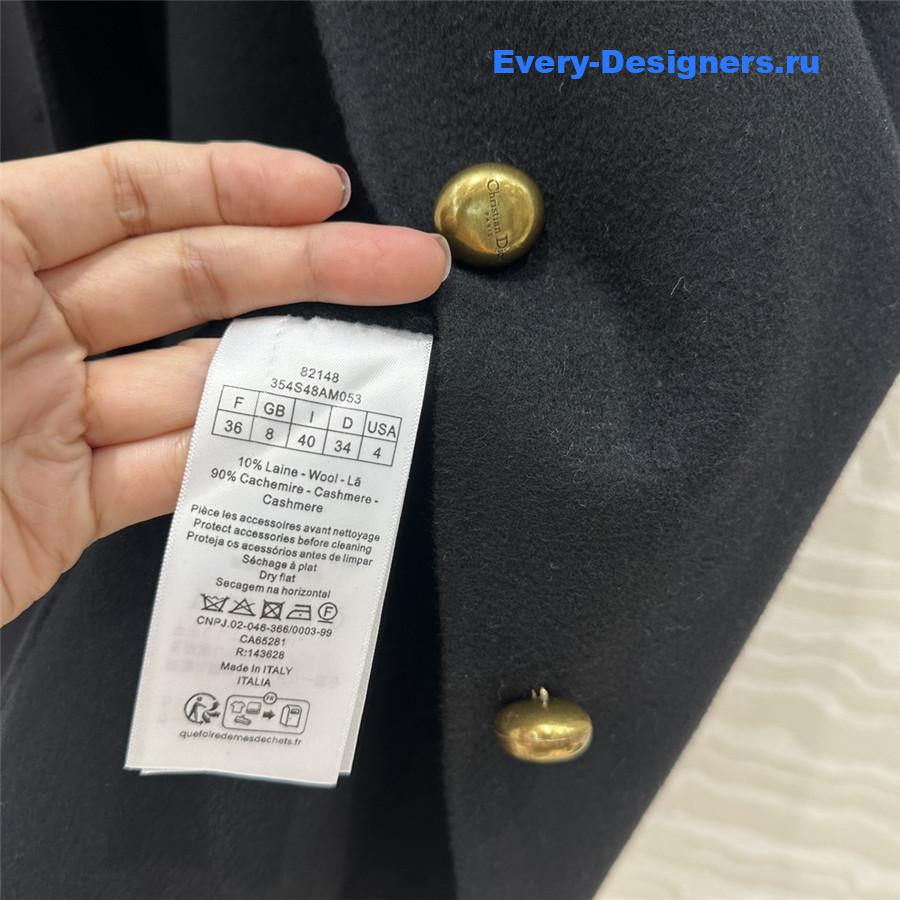 Every-Designers.ru
Christian Dior
PARIS
82148
354S48AM053
F GB I D USA
36 8 40 34 4
10% Laine - Wool - Lã
90% Cachemire - Cashmere -
Cashmere
Pièce les accessoires avant nettoyage
Protect accessories before cleaning
Proteja os acessórios antes de limpar
Séchage à plat
Dry flat
Secagem na horizontal
F
CNPJ.02-046-366/0003-99
CA65281
R:143628
Made in ITALY
ITALIA
FR
quefairedemesdechets.fr